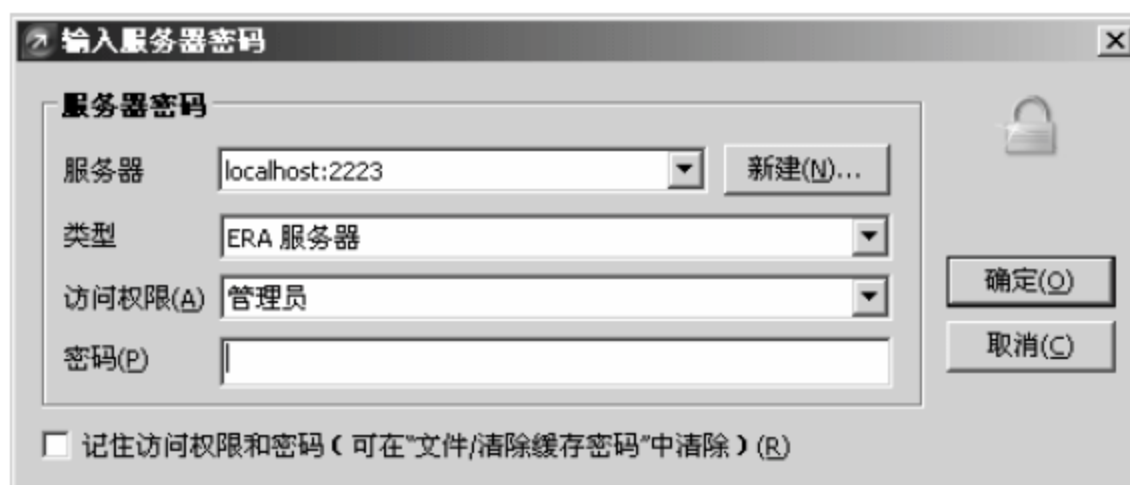 输入服务器密码
服务器密码
服务器 localhost:2223 新建(N)...
类型 ERA 服务器
访问权限(A) 管理员
确定(O)
密码(P)
取消(C)
记住访问权限和密码(可在"文件/清除缓存密码"中清除)(R)